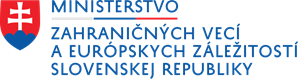 MINISTERSTVO
ZAHRANIČNÝCH VECÍ
A EURÓPSKYCH ZÁLEŽITOSTÍ
SLOVENSKEJ REPUBLIKY